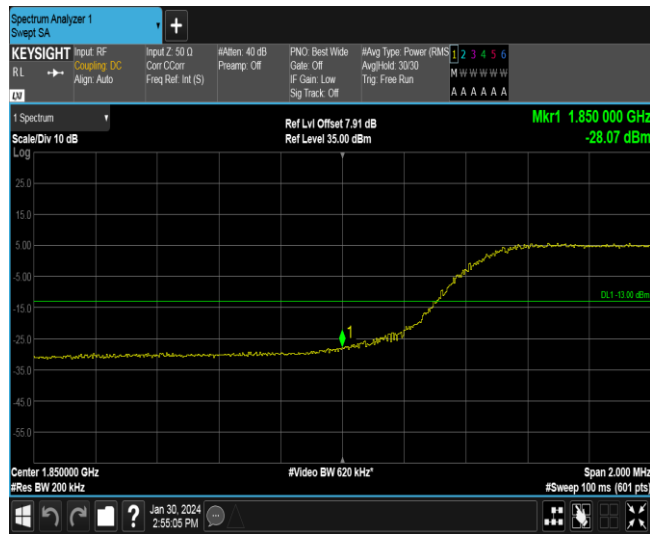 Spectrum Analyzer 1
Swept SA
+
KEYSIGHT
RL
LXI
Input: RF
Coupling: DC
Align: Auto
Input Z: 50 Ω
Corr CCorr
Freq Ref: Int (S)
#Atten: 40 dB
Preamp: Off
PNO: Best Wide
Gate: Off
IF Gain: Low
Sig Track: Off
#Avg Type: Power (RMS
Avg|Hold: 30/30
Trig: Free Run
1 2 3 4 5 6
M W W W W W
A A A A A A
1 Spectrum
Scale/Div 10 dB
Ref Lvl Offset 7.91 dB
Ref Level 35.00 dBm
Mkr1 1.850 000 GHz
-28.07 dBm
Log
25.0
15.0
5.00
-5.00
DL1 -13.00 dBm
-15.0
1
-25.0
-35.0
-45.0
-55.0
Center 1.850000 GHz
#Video BW 620 kHz*
Span 2.000 MHz
#Res BW 200 kHz
#Sweep 100 ms (601 pts)
?
Jan 30, 2024
2:55:05 PM